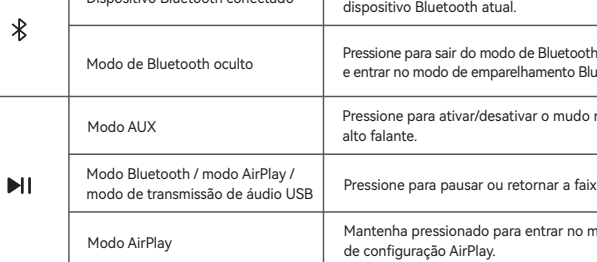 Dispositivo Bluetooth conectado
dispositivo Bluetooth atual.
Modo de Bluetooth oculto
Pressione para sair do modo de Bluetooth
e entrar no modo de emparelhamento
Modo AUX
Pressione para ativar/desativar o mudo
alto falante.
Modo Bluetooth / modo AirPlay /
modo de transmissão de áudio USB
Pressione para pausar ou retornar a
Modo AirPlay
Mantenha pressionado para entrar no
de configuração AirPlay.